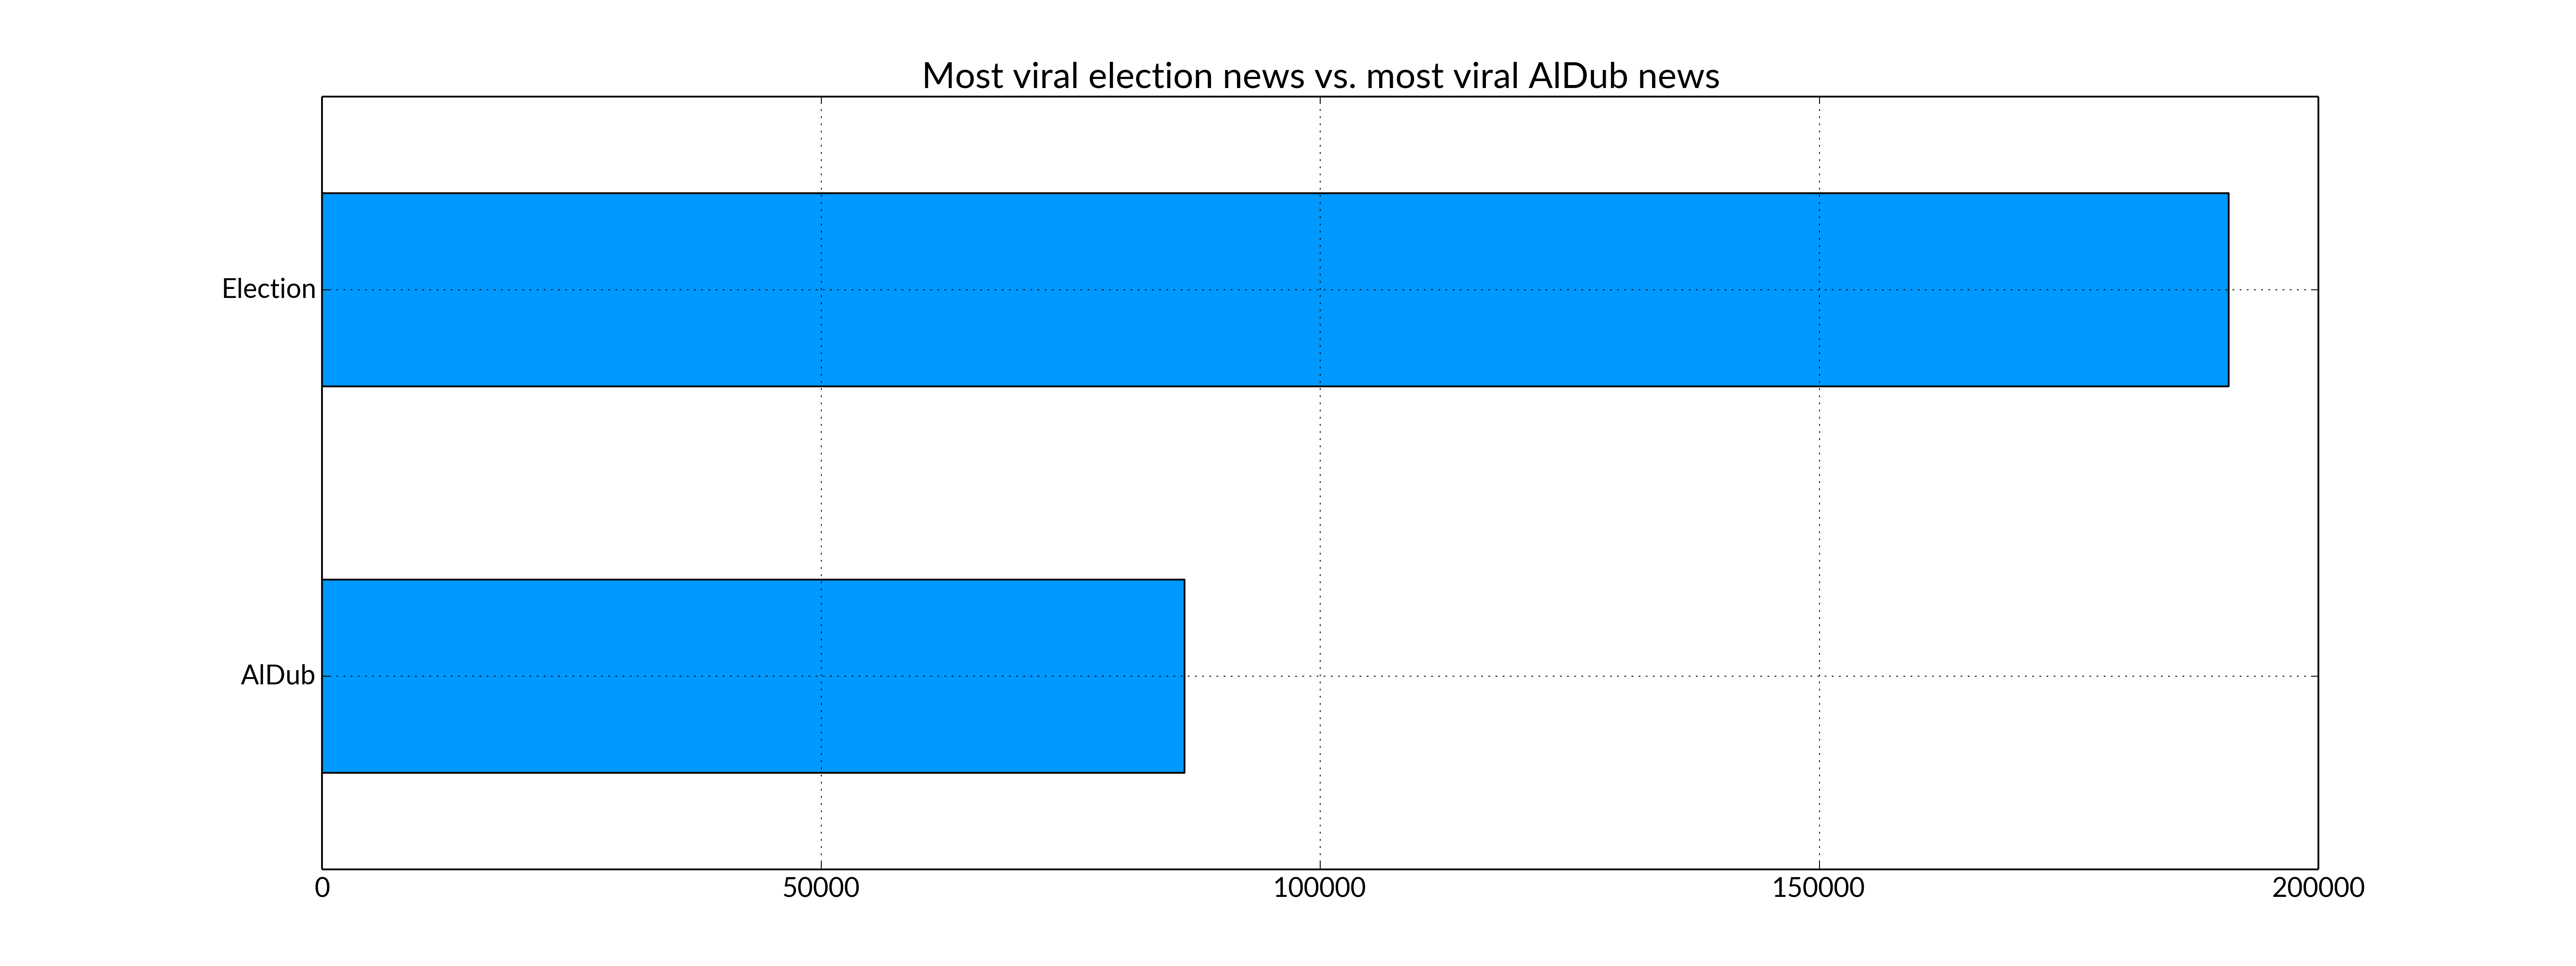 Most viral election news vs. most viral AlDub news
Election
AlDub
0 50000 100000 150000 200000